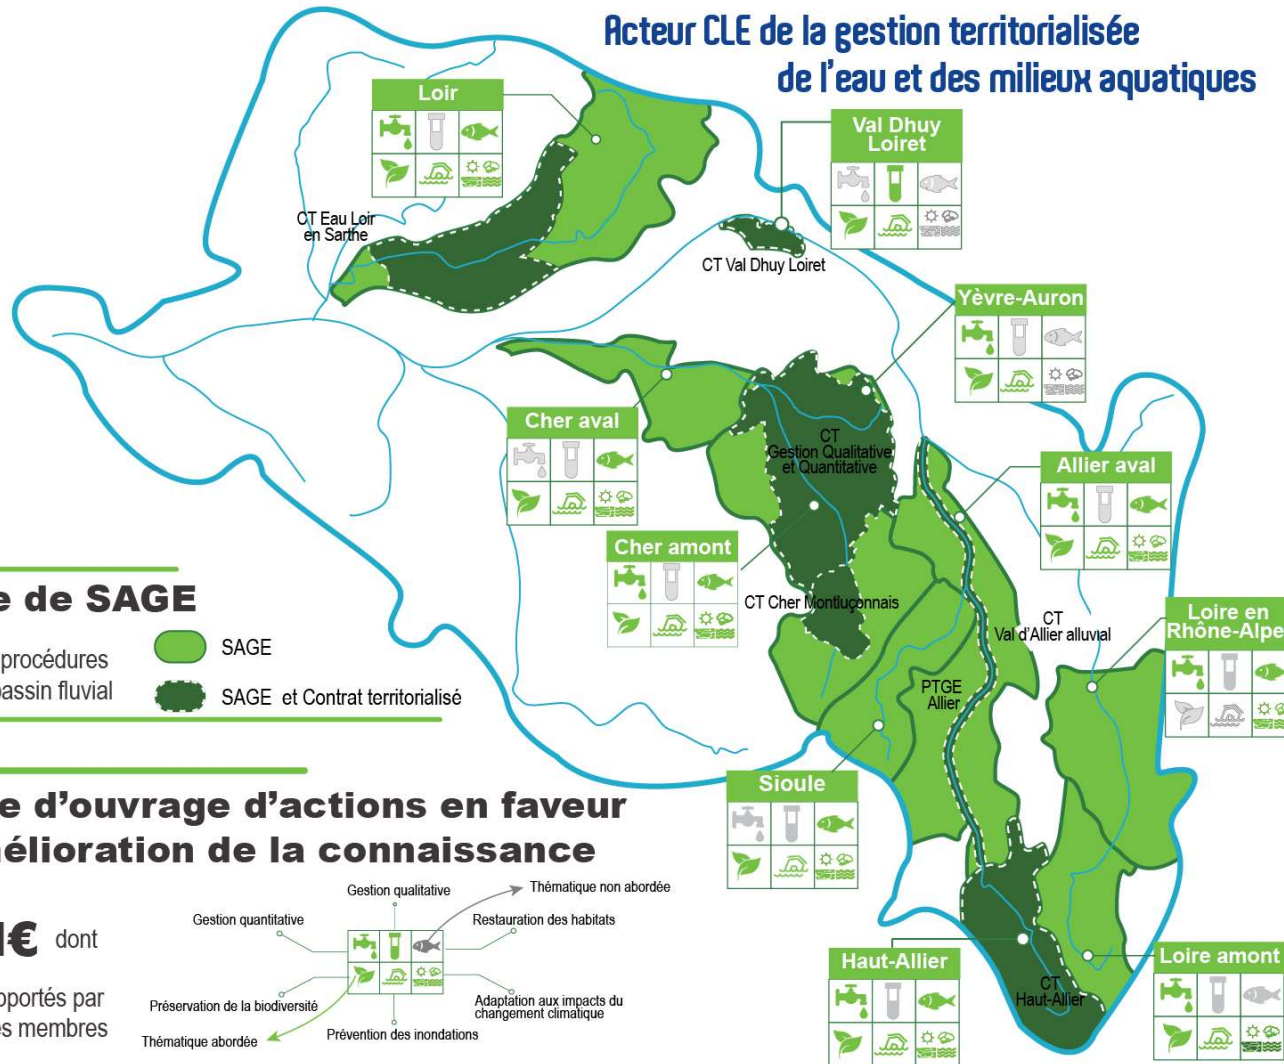 Acteur CLE de la gestion territorialisée
de l'eau et des milieux aquatiques
Loir
Val Dhuy
Loiret
CT Eau Loir
en Sarthe
CT Val Dhuy Loiret
Yèvre-Auron
Cher aval
CT
Gestion Qualitative
et Quantitative
Allier aval
Cher amont
CT Cher Montluçonnais
CT
Val d'Allier alluvial
Loire en
Rhône-Alpe
PTGE
Allier
Sioule
Haut-Allier
CT
Haut-Allier
Loire amont
e de SAGE
procédures
bassin fluvial
SAGE
SAGE et Contrat territorialisé
e d'ouvrage d'actions en faveur
mélioration de la connaissance
€ dont
pportés par
es membres
Gestion qualitative
Thématique non abordée
Gestion quantitative
Restauration des habitats
Préservation de la biodiversité
Adaptation aux impacts du
changement climatique
Thématique abordée
Prévention des inondations